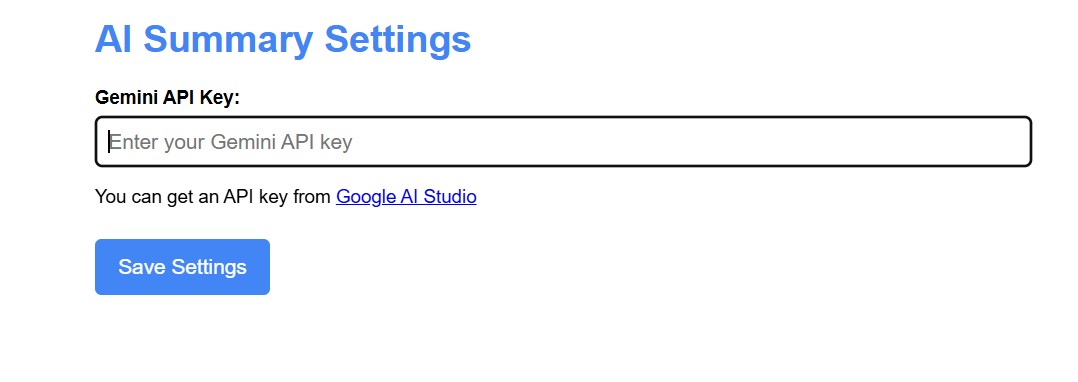 AI Summary Settings
Gemini API Key:
Enter your Gemini API key
You can get an API key from Google AI Studio
Save Settings